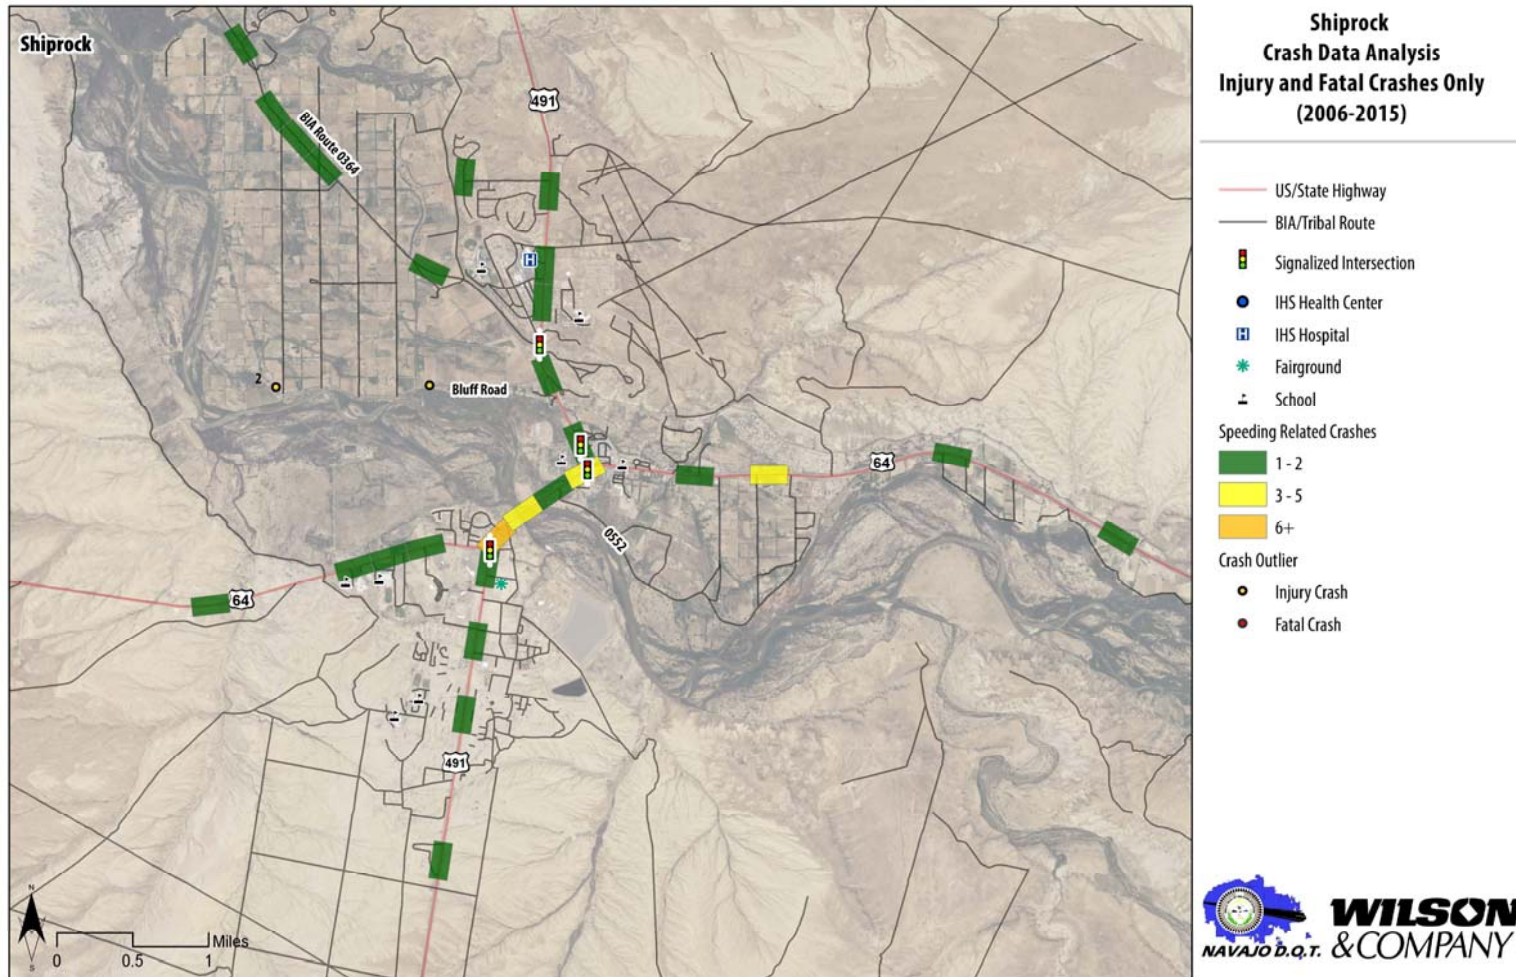 Shiprock
491
BIA Route 0364
2
Bluff Road
64
0552
64
491
N
S
Miles
0
0.5
1
Shiprock
Crash Data Analysis
Injury and Fatal Crashes Only
(2006-2015)
US/State Highway
BIA/Tribal Route
Signalized Intersection
IHS Health Center
H IHS Hospital
Fairground
School
Speeding Related Crashes
1 - 2
3 - 5
6+
Crash Outlier
Injury Crash
Fatal Crash
H
NAVAJO D.O.T.
WILSON
&COMPANY